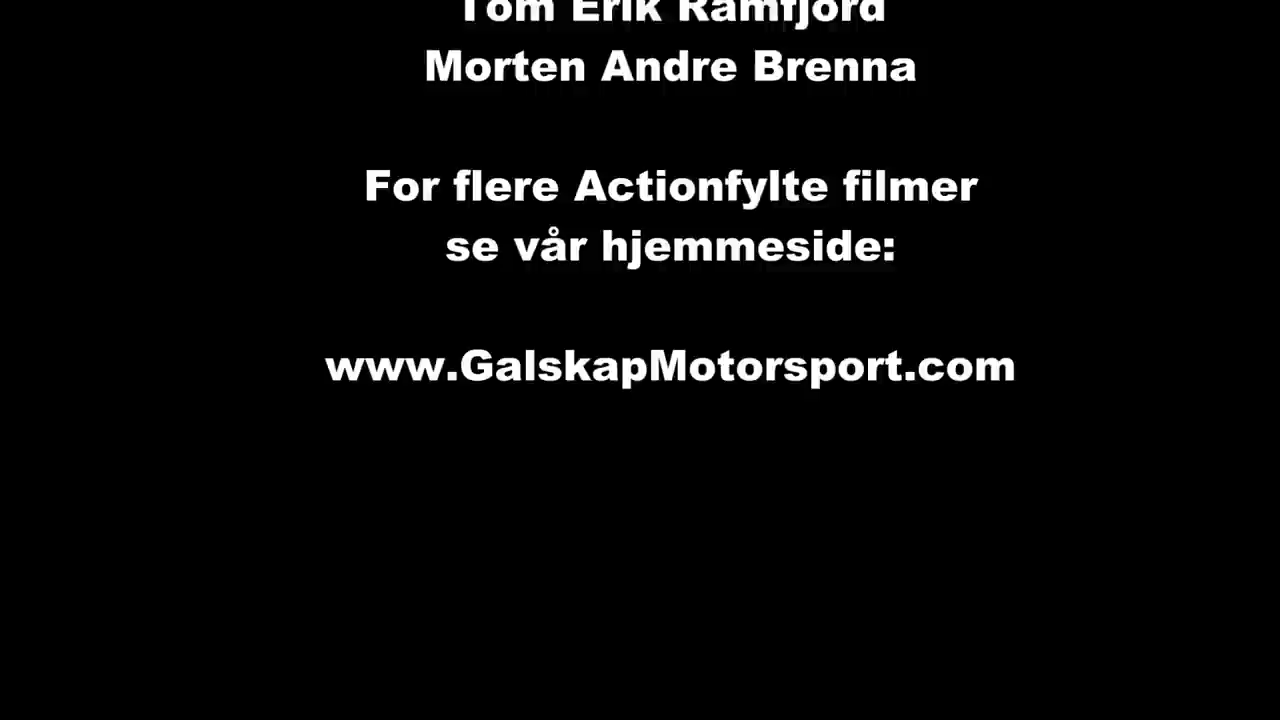 Tom Erik Ramfjord
Morten Andre Brenna
For flere Actionfylte filmer
se vår hjemmeside:
www.GalskapMotorsport.com